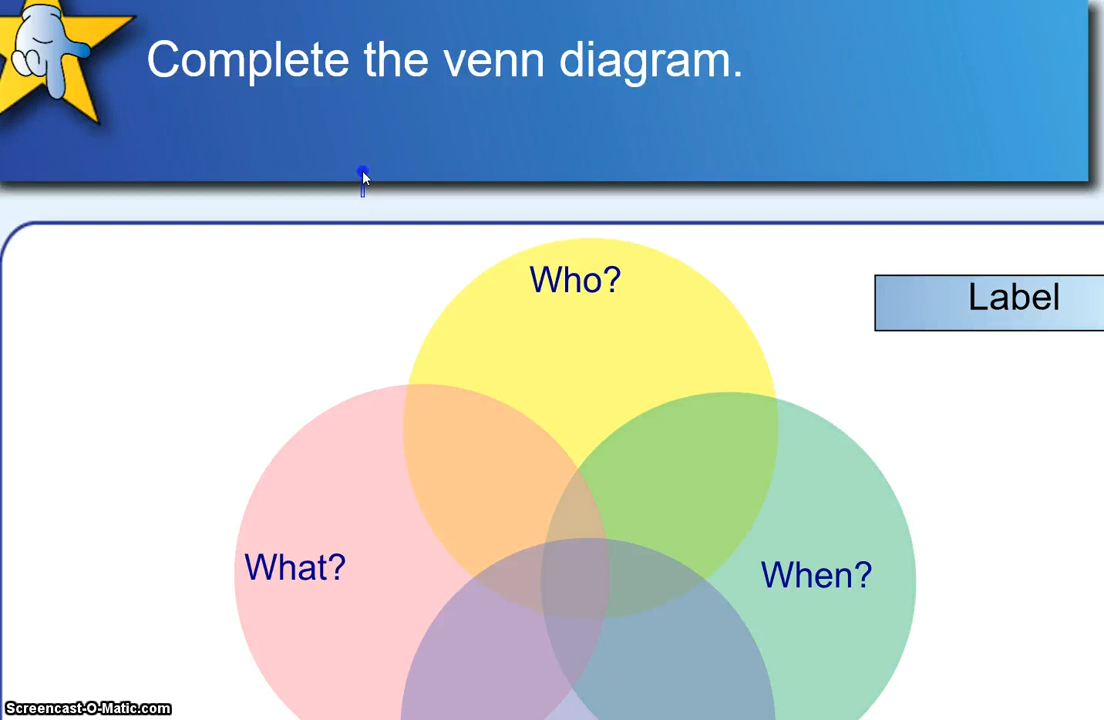 Complete the venn diagram.
Who?
Label
What?
When?
Screencast-O-Matic.com